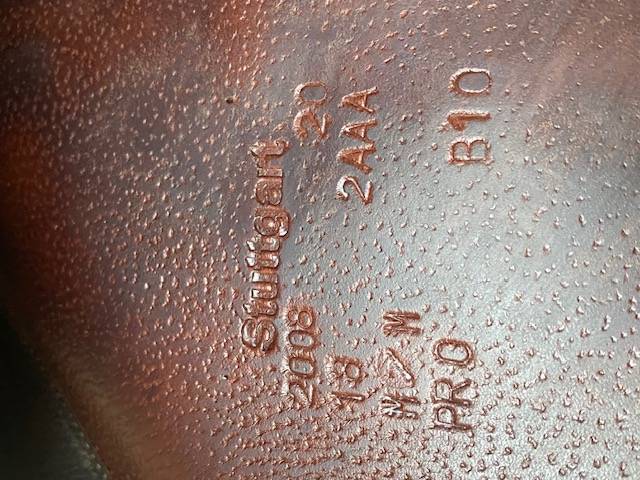 Stuttgart
2008 20
18 2AAA
M/M
PRO B10